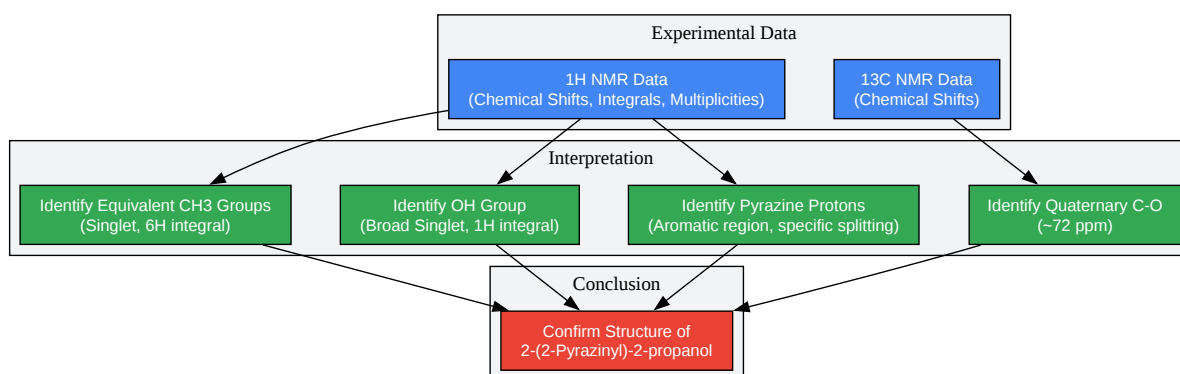 Experimental Data
1H NMR Data
(Chemical Shifts, Integrals, Multiplicities)
13C NMR Data
(Chemical Shifts)
Interpretation
Identify Equivalent CH3 Groups
(Singlet, 6H integral)
Identify OH Group
(Broad Singlet, 1H integral)
Identify Pyrazine Protons
(Aromatic region, specific splitting)
Identify Quaternary C-O
(~72 ppm)
Conclusion
Confirm Structure of
2-(2-Pyrazinyl)-2-propanol